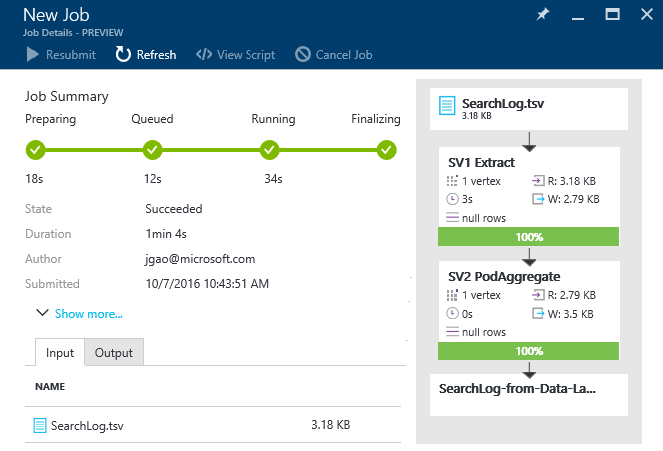 New Job
Job Details - PREVIEW
Resubmit Refresh </> View Script Cancel Job
Job Summary
Preparing Queued Running Finalizing
18s 12s 34s
State Succeeded
Duration 1min 4s
Author jgao@microsoft.com
Submitted 10/7/2016 10:43:51 AM
Show more...
Input Output
NAME
SearchLog.tsv 3.18 KB
SearchLog.tsv
3.18 KB
SV1 Extract
1 vertex R: 3.18 KB
3s W: 2.79 KB
null rows
100%
SV2 PodAggregate
1 vertex R: 2.79 KB
0s W: 3.5 KB
null rows
100%
SearchLog-from-Data-La...